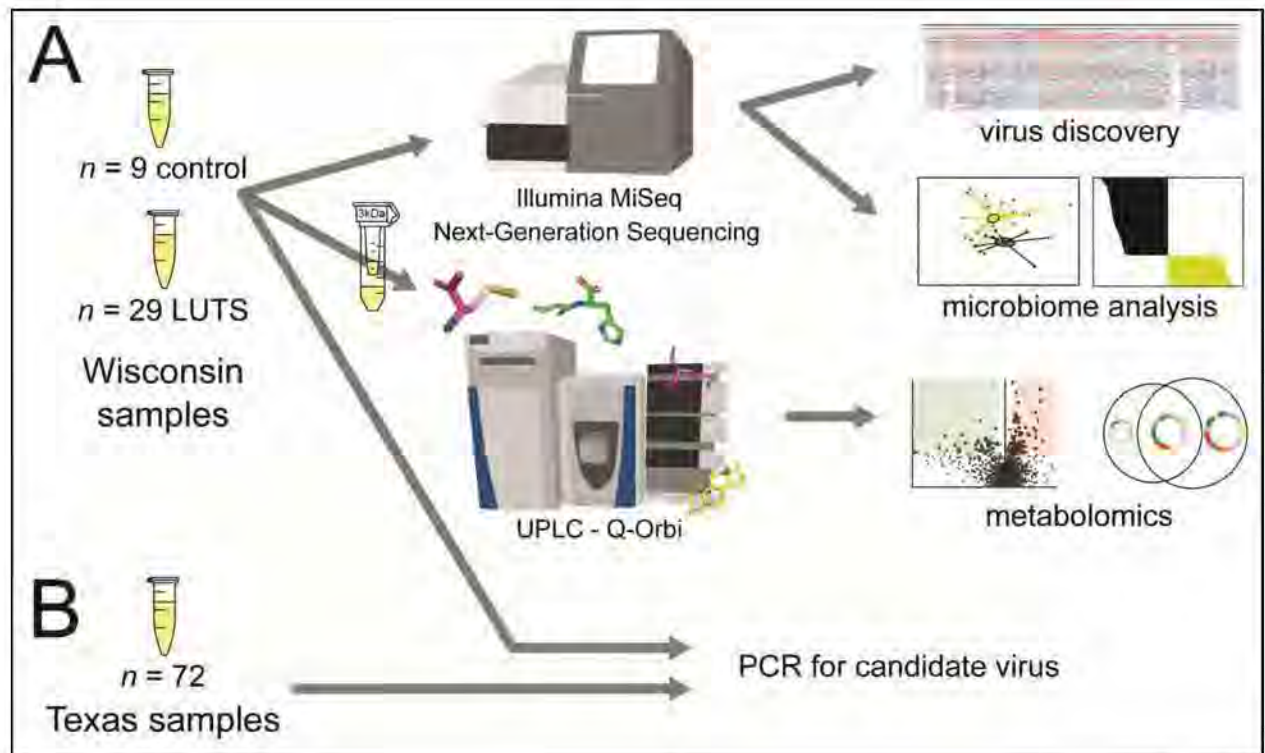 A
n = 9 control
n = 29 LUTS
Wisconsin
samples
3kDa
Illumina MiSeq
Next-Generation Sequencing
UPLC - Q-Orbi
virus discovery
microbiome analysis
metabolomics
B
n = 72
Texas samples
PCR for candidate virus